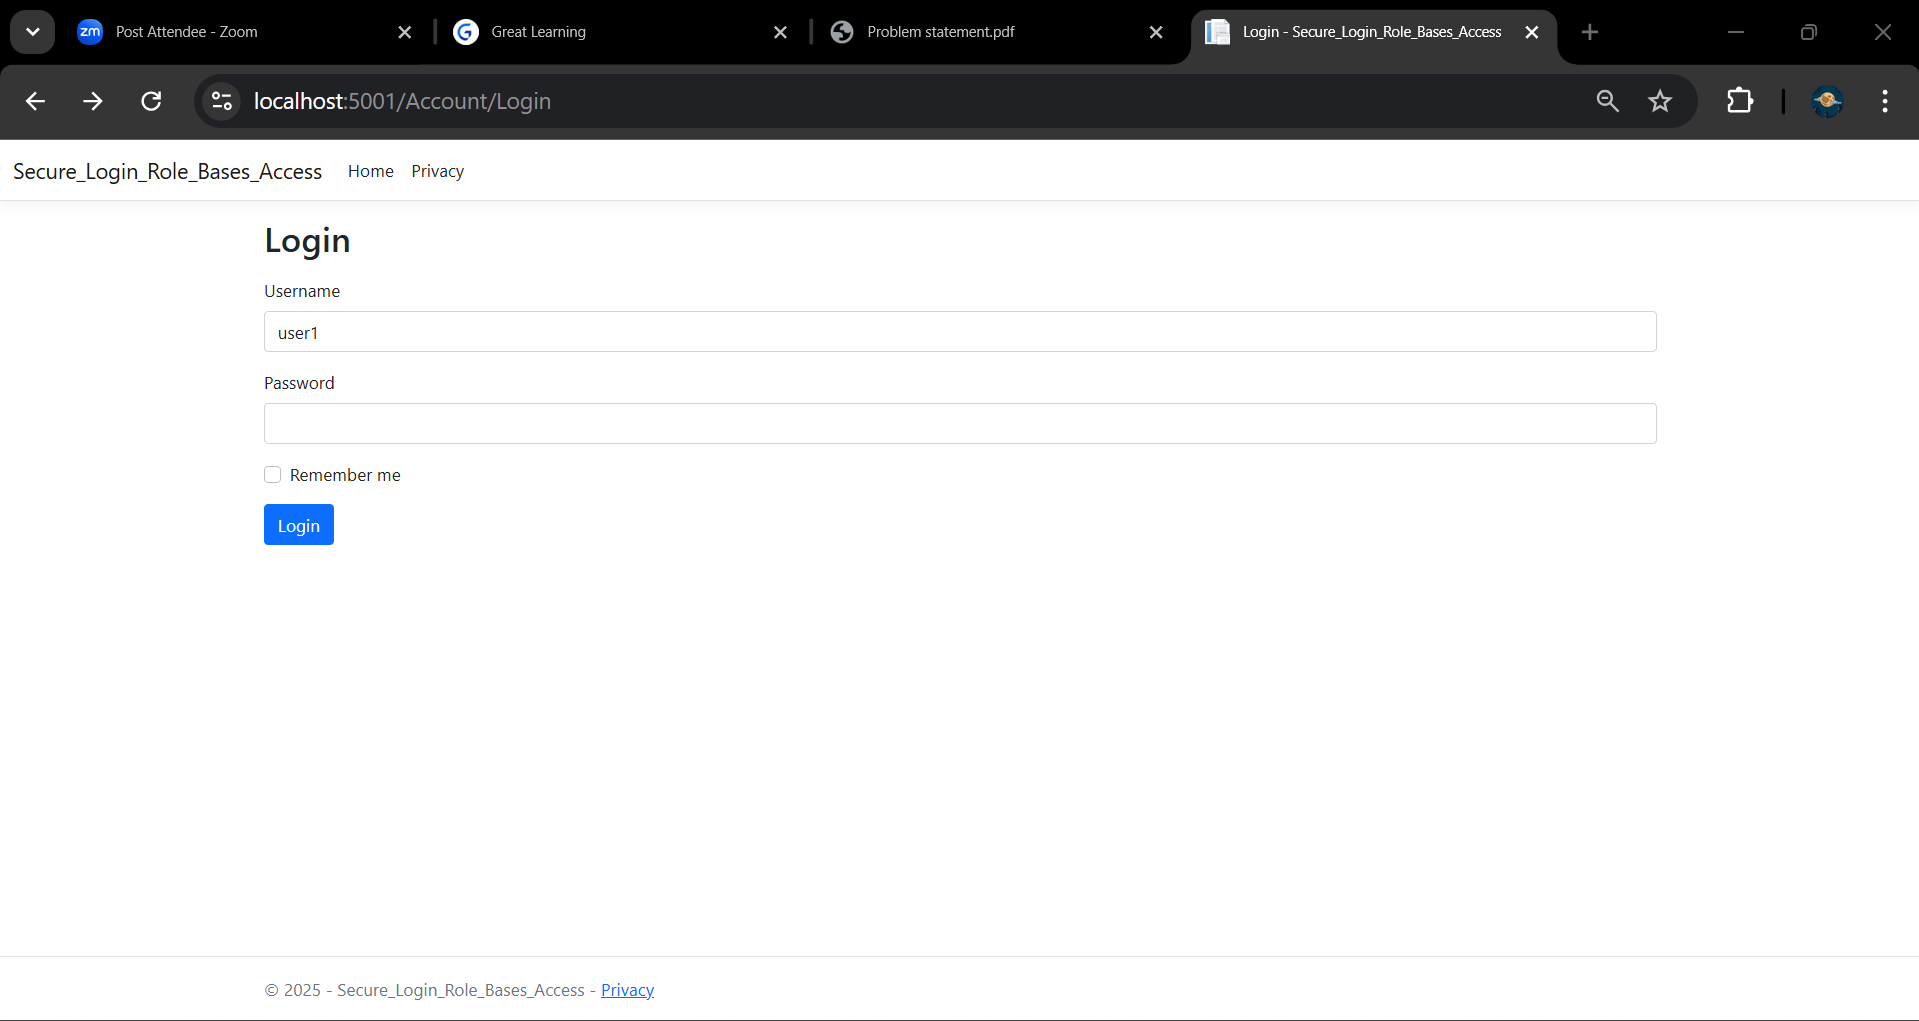 zm Post Attendee - Zoom
Great Learning
Problem statement.pdf
Login - Secure_Login_Role_Bases_Access
localhost:5001/Account/Login
Secure_Login_Role_Bases_Access Home Privacy
Login
Username
user1
Password
Remember me
Login
© 2025 - Secure_Login_Role_Bases_Access - Privacy